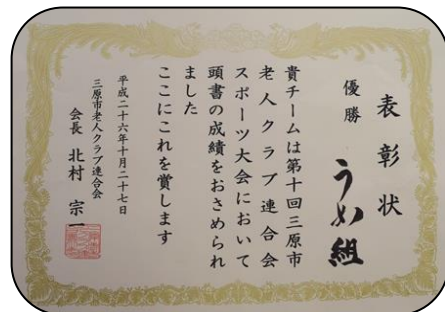 表彰状
優勝
うめ組
貴チームは第十回三原市
老人クラブ連合会
スポーツ大会において
頭書の成績をおさめられ
ました
ここにこれを賞します
平成二十六年十月二十七日
三原市老人クラブ連合会
会長 北村宗一